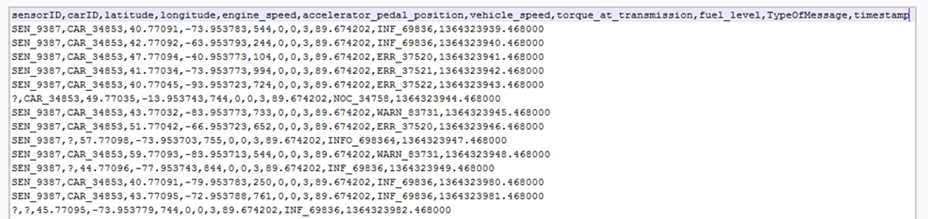 sensorID,carID,latitude,longitude,engine_speed,accelerator_pedal_position,vehicle_speed,torque_at_transmission,fuel_level,TypeOfMessage,timestamp
SEN_9387,CAR_34853,40.77091,-73.953783,544,0,0,3,89.674202,INF_69836,1364323939.468000
SEN_9387,CAR_34853,42.77092,-63.953793,244,0,0,3,89.674202,INF_69836,1364323940.468000
SEN_9387,CAR_34853,47.77094,-40.953773,104,0,0,3,89.674202,ERR_37520,1364323941.468000
SEN_9387,CAR_34853,41.77034,-73.953773,994,0,0,3,89.674202,ERR_37521,1364323942.468000
SEN_9387,CAR_34853,40.77045,-93.953723,724,0,0,3,89.674202,ERR_37522,1364323943.468000
?,CAR_34853,49.77035,-13.953743,744,0,0,3,89.674202,NOC_34758,1364323944.468000
SEN_9387,CAR_34853,43.77032,-83.953773,733,0,0,3,89.674202,WARN_83731,1364323945.468000
SEN_9387,CAR_34853,51.77042,-66.953723,652,0,0,3,89.674202,ERR_37520,1364323946.468000
SEN_9387,?,57.77098,-73.953703,755,0,0,3,89.674202,INFO_698364,1364323947.468000
SEN_9387,CAR_34853,59.77093,-83.953713,544,0,0,3,89.674202,WARN_83731,1364323948.468000
SEN_9387,?,44.77096,-77.953743,844,0,0,3,89.674202,INF_69836,1364323949.468000
SEN_9387,CAR_34853,40.77091,-79.953783,250,0,0,3,89.674202,INF_69836,1364323980.468000
SEN_9387,CAR_34853,43.77095,-72.953788,761,0,0,3,89.674202,INF_69836,1364323981.468000
?,?,45.77095,-73.953779,744,0,0,3,89.674202,INF_69836,1364323982.468000